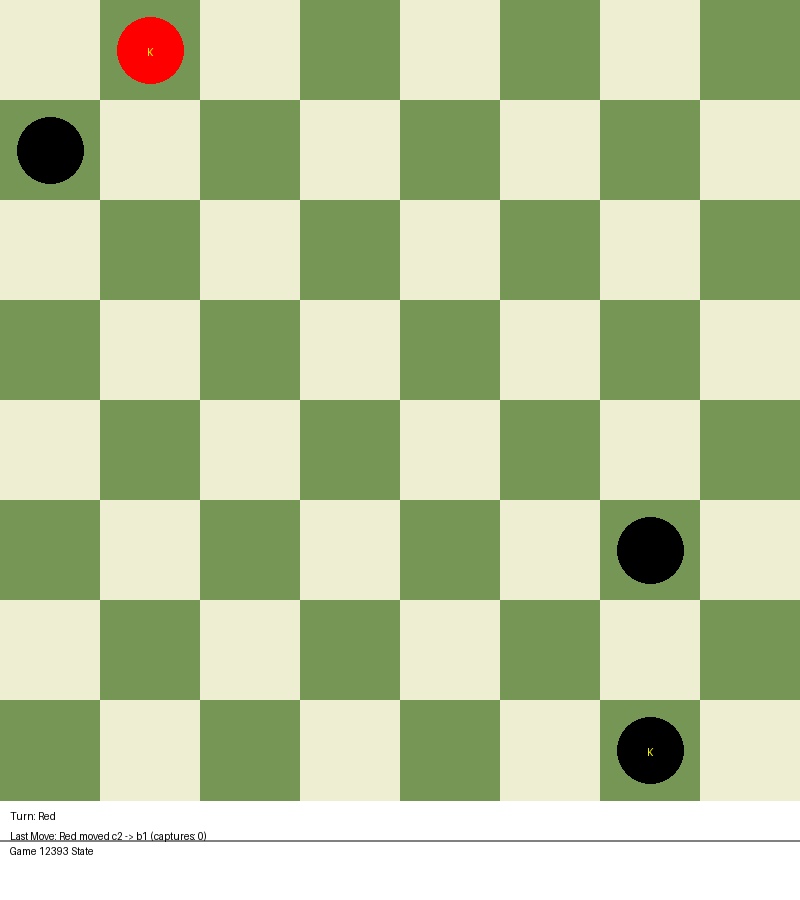 K
K
Turn: Red
Last Move: Red moved c2 -> b1 (captures: 0)
Game 12393 State